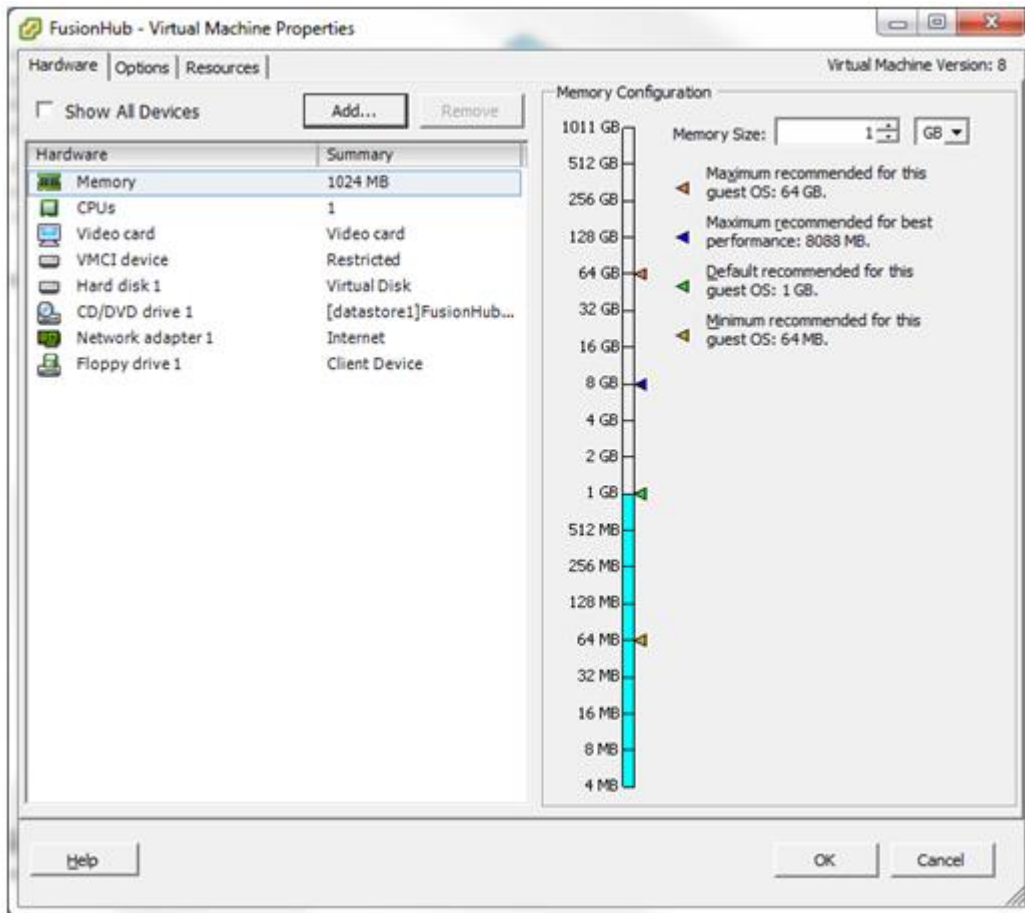 FusionHub - Virtual Machine Properties
Hardware Options Resources Virtual Machine Version: 8
Show All Devices Add... Remove
Hardware Summary
Memory 1024 MB
CPUs 1
Video card Video card
VMCI device Restricted
Hard disk 1 Virtual Disk
CD/DVD drive 1 [datastore1]FusionHub...
Network adapter 1 Internet
Floppy drive 1 Client Device
Memory Configuration
Memory Size: 1 GB
1011 GB
512 GB
256 GB
128 GB
64 GB
32 GB
16 GB
8 GB
4 GB
2 GB
1 GB
512 MB
256 MB
128 MB
64 MB
32 MB
16 MB
8 MB
4 MB
Maximum recommended for this
guest OS: 64 GB.
Maximum recommended for best
performance: 8088 MB.
Default recommended for this
guest OS: 1 GB.
Minimum recommended for this
guest OS: 64 MB.
Help OK Cancel